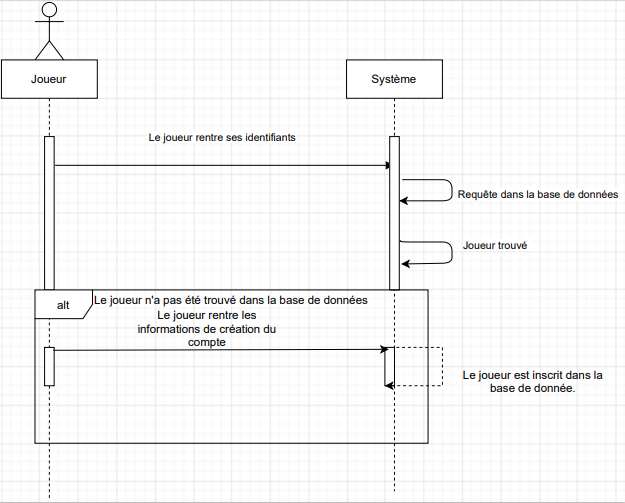 Joueur
Système
Le joueur rentre ses identifiants
Requête dans la base de données
Joueur trouvé
alt
Le joueur n'a pas été trouvé dans la base de données
Le joueur rentre les
informations de création du
compte
Le joueur est inscrit dans la
base de donnée.